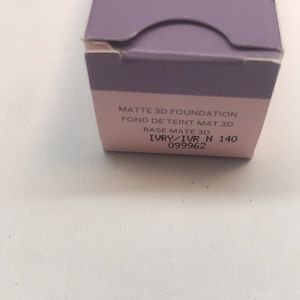 MATTE 3D FOUNDATION
FOND DE TEINT MAT 3D
BASE MATE 3D
IVRY/IVR N 140
099962